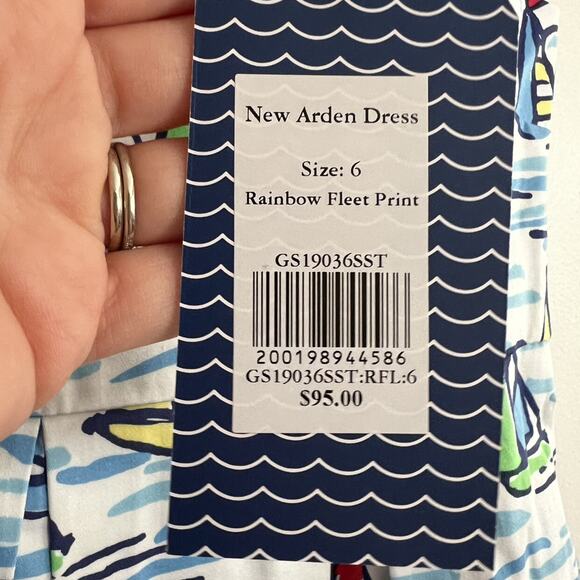 New Arden Dress
Size: 6
Rainbow Fleet Print
GS19036SST
200198944586
GS19036SST:RFL:6
$95.00